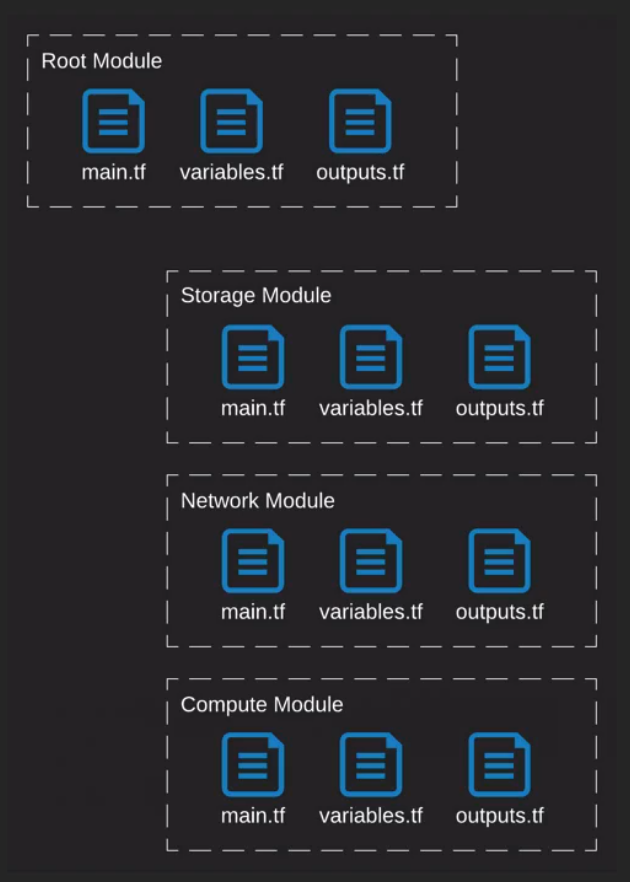 Root Module
main.tf variables.tf outputs.tf
Storage Module
main.tf variables.tf outputs.tf
Network Module
main.tf variables.tf outputs.tf
Compute Module
main.tf variables.tf outputs.tf